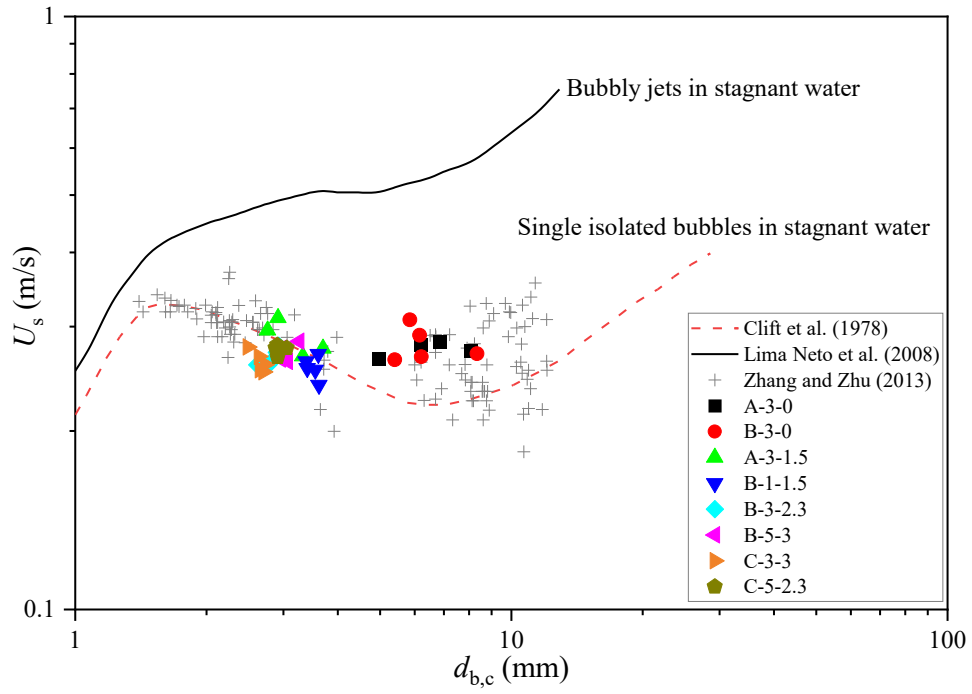 1
Bubbly jets in stagnant water
Single isolated bubbles in stagnant water
U_s (m/s)
Clift et al. (1978)
Lima Neto et al. (2008)
Zhang and Zhu (2013)
A-3-0
B-3-0
A-3-1.5
B-1-1.5
B-3-2.3
B-5-3
C-3-3
C-5-2.3
0.1
1
10
100
d_b,c (mm)